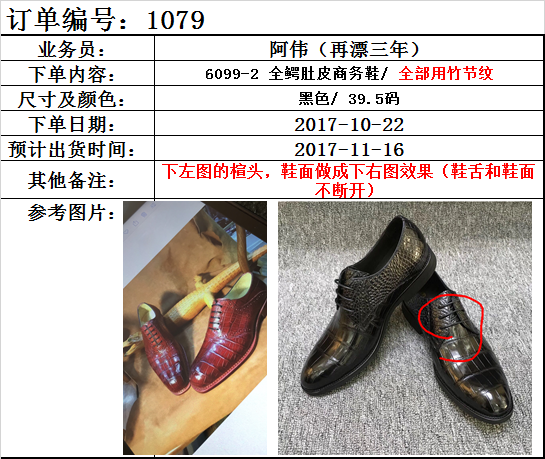 订单编号：1079
业务员： 阿伟（再漂三年）
下单内容： 6099-2 全鳄肚皮商务鞋/ 全部用竹节纹
尺寸及颜色： 黑色/ 39.5码
下单日期： 2017-10-22
预计出货时间： 2017-11-16
其他备注： 下左图的楦头，鞋面做成下右图效果（鞋舌和鞋面
不断开）
参考图片：